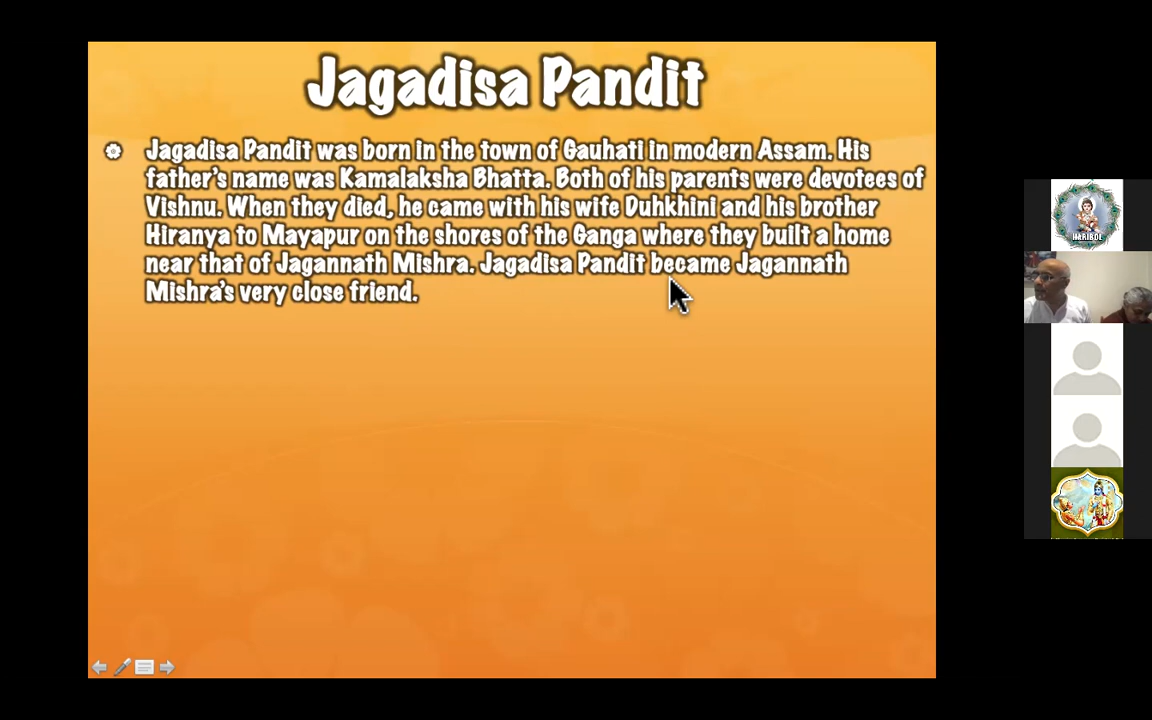 Jagadisa Pandit
Jagadisa Pandit was born in the town of Gauhati in modern Assam. His
father's name was Kamalaksha Bhatta. Both of his parents were devotees of
Vishnu. When they died, he came with his wife Duhkhini and his brother
Hiranya to Mayapur on the shores of the Ganga where they built a home
near that of Jagannath Mishra. Jagadisa Pandit became Jagannath
Mishra's very close friend.
HARIBOL